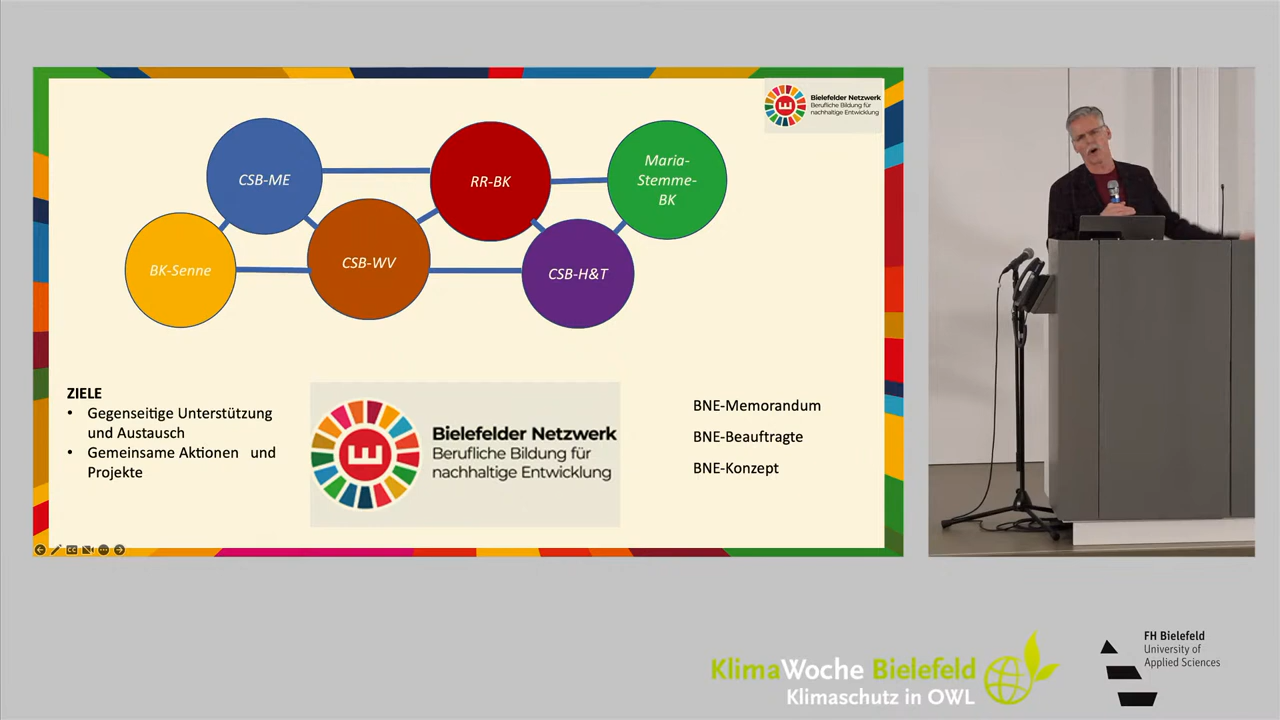 Bielefelder Netzwerk
Berufliche Bildung für
nachhaltige Entwicklung
CSB-ME
RR-BK
Maria-
Stemme-
BK
BK-Senne
CSB-WV
CSB-H&T
ZIELE
• Gegenseitige Unterstützung
und Austausch
• Gemeinsame Aktionen und
Projekte
E
Bielefelder Netzwerk
Berufliche Bildung für
nachhaltige Entwicklung
BNE-Memorandum
BNE-Beauftragte
BNE-Konzept
KlimaWoche Bielefeld
Klimaschutz in OWL
FH Bielefeld
University of
Applied Sciences